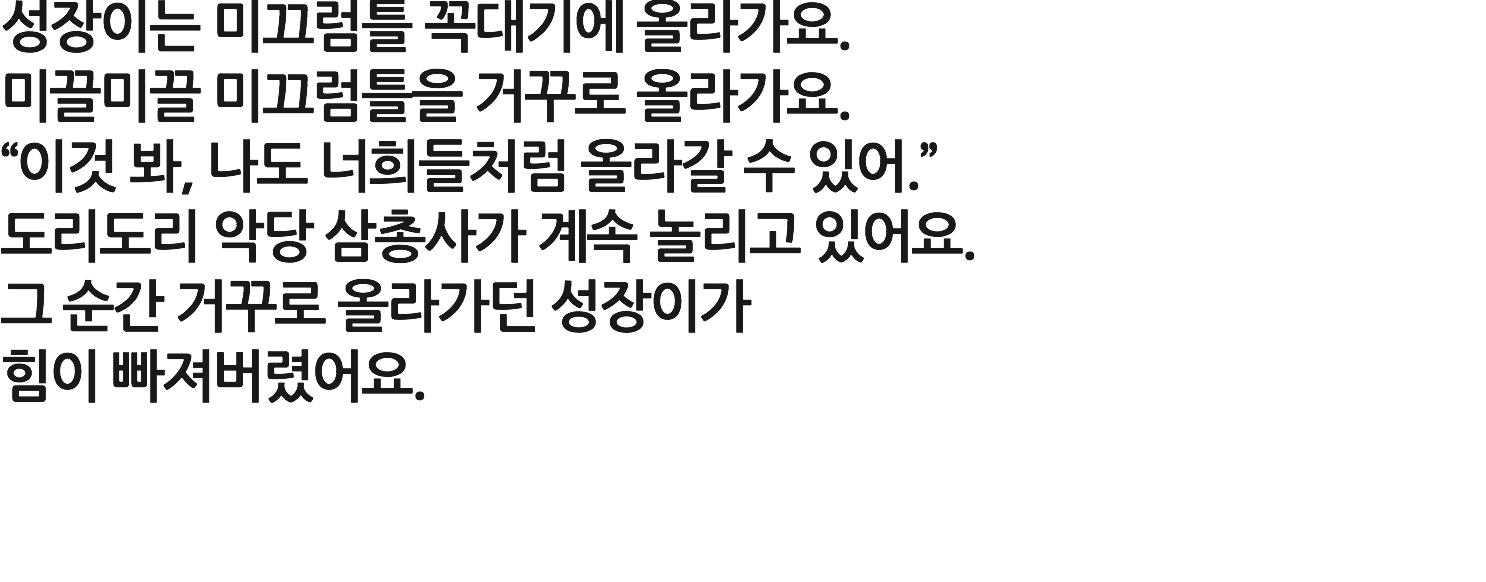 성장이는 미끄럼틀 꼭대기에 올라가요.
미끌미끌 미끄럼틀을 거꾸로 올라가요.
“이것 봐, 나도 너희들처럼 올라갈 수 있어.”
도리도리 악당 삼총사가 계속 놀리고 있어요.
그 순간 거꾸로 올라가던 성장이가
힘이 빠져버렸어요.